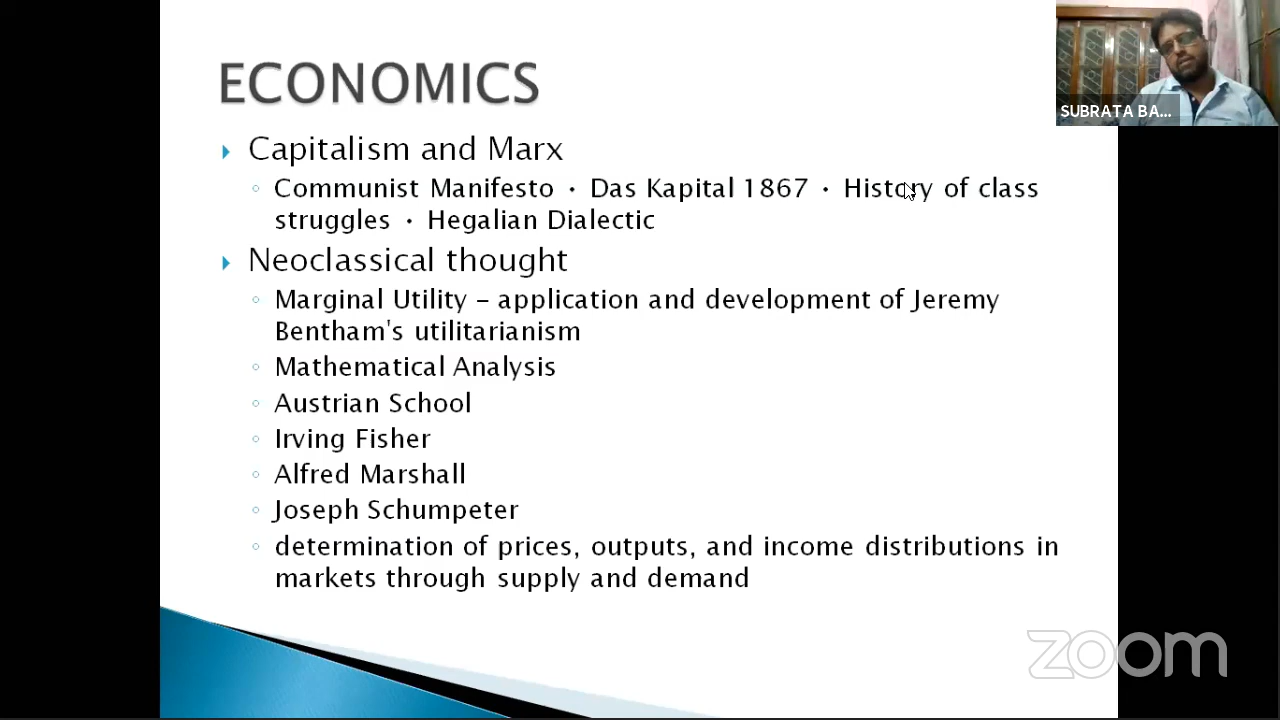 ECONOMICS
SUBRATA BA...
Capitalism and Marx
Communist Manifesto • Das Kapital 1867 • History of class
struggles • Hegalian Dialectic
Neoclassical thought
Marginal Utility – application and development of Jeremy
Bentham's utilitarianism
Mathematical Analysis
Austrian School
Irving Fisher
Alfred Marshall
Joseph Schumpeter
determination of prices, outputs, and income distributions in
markets through supply and demand
zoom